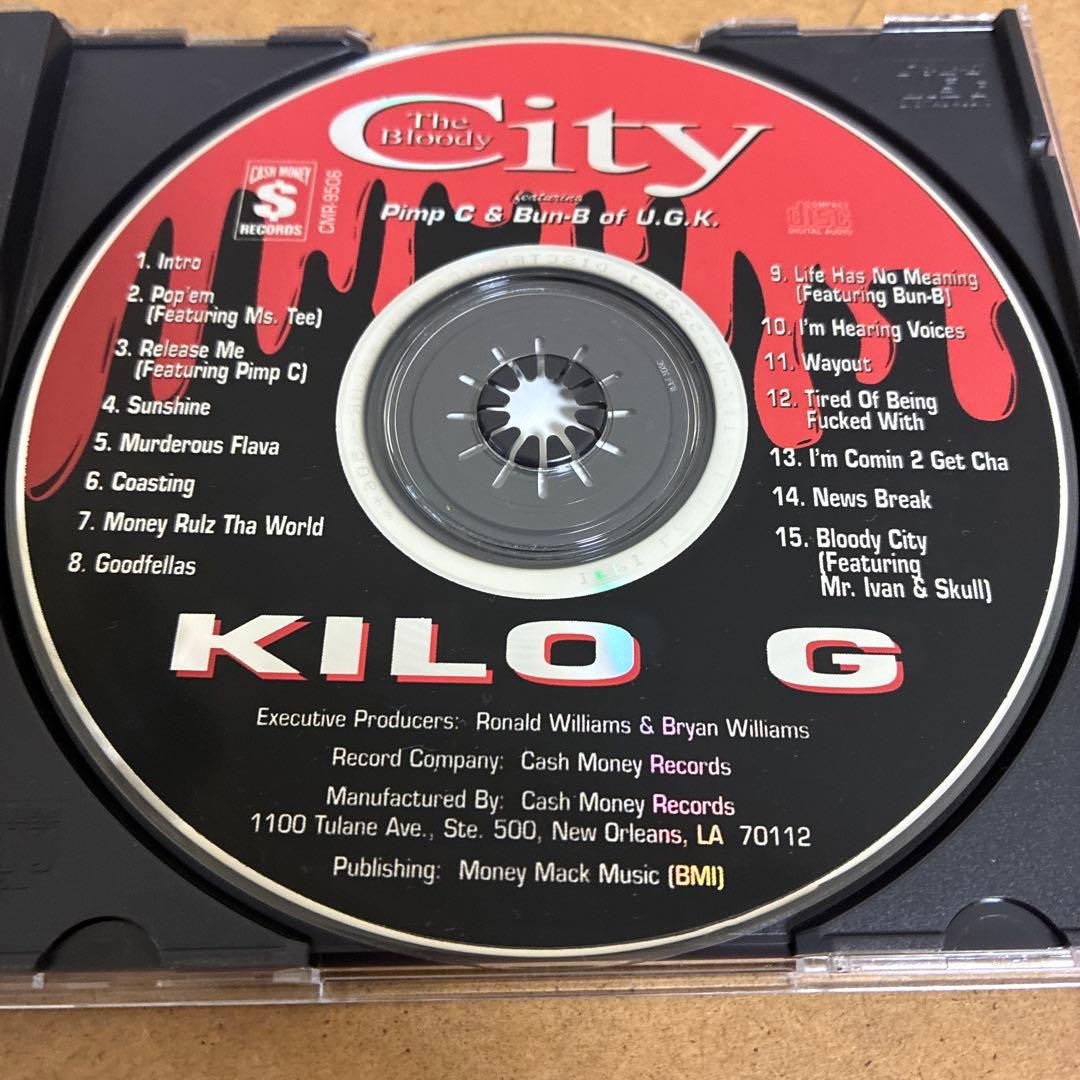 The
Bloody
City
featuring
Pimp C & Bun-B of U.G.K.
CASH MONEY
$
RECORDS
CMR-9506
COMPACT
disc
DIGITAL AUDIO
1. Intro
2. Pop'em
(Featuring Ms. Tee)
3. Release Me
(Featuring Pimp C)
4. Sunshine
5. Murderous Flava
6. Coasting
7. Money Rulz Tha World
8. Goodfellas
9. Life Has No Meaning
(Featuring Bun-B)
10. I'm Hearing Voices
11. Wayout
12. Tired Of Being
Fucked With
13. I'm Comin 2 Get Cha
14. News Break
15. Bloody City
(Featuring
Mr. Ivan & Skull)
KILO G
Executive Producers: Ronald Williams & Bryan Williams
Record Company: Cash Money Records
Manufactured By: Cash Money Records
1100 Tulane Ave., Ste. 500, New Orleans, LA 70112
Publishing: Money Mack Music (BMI)